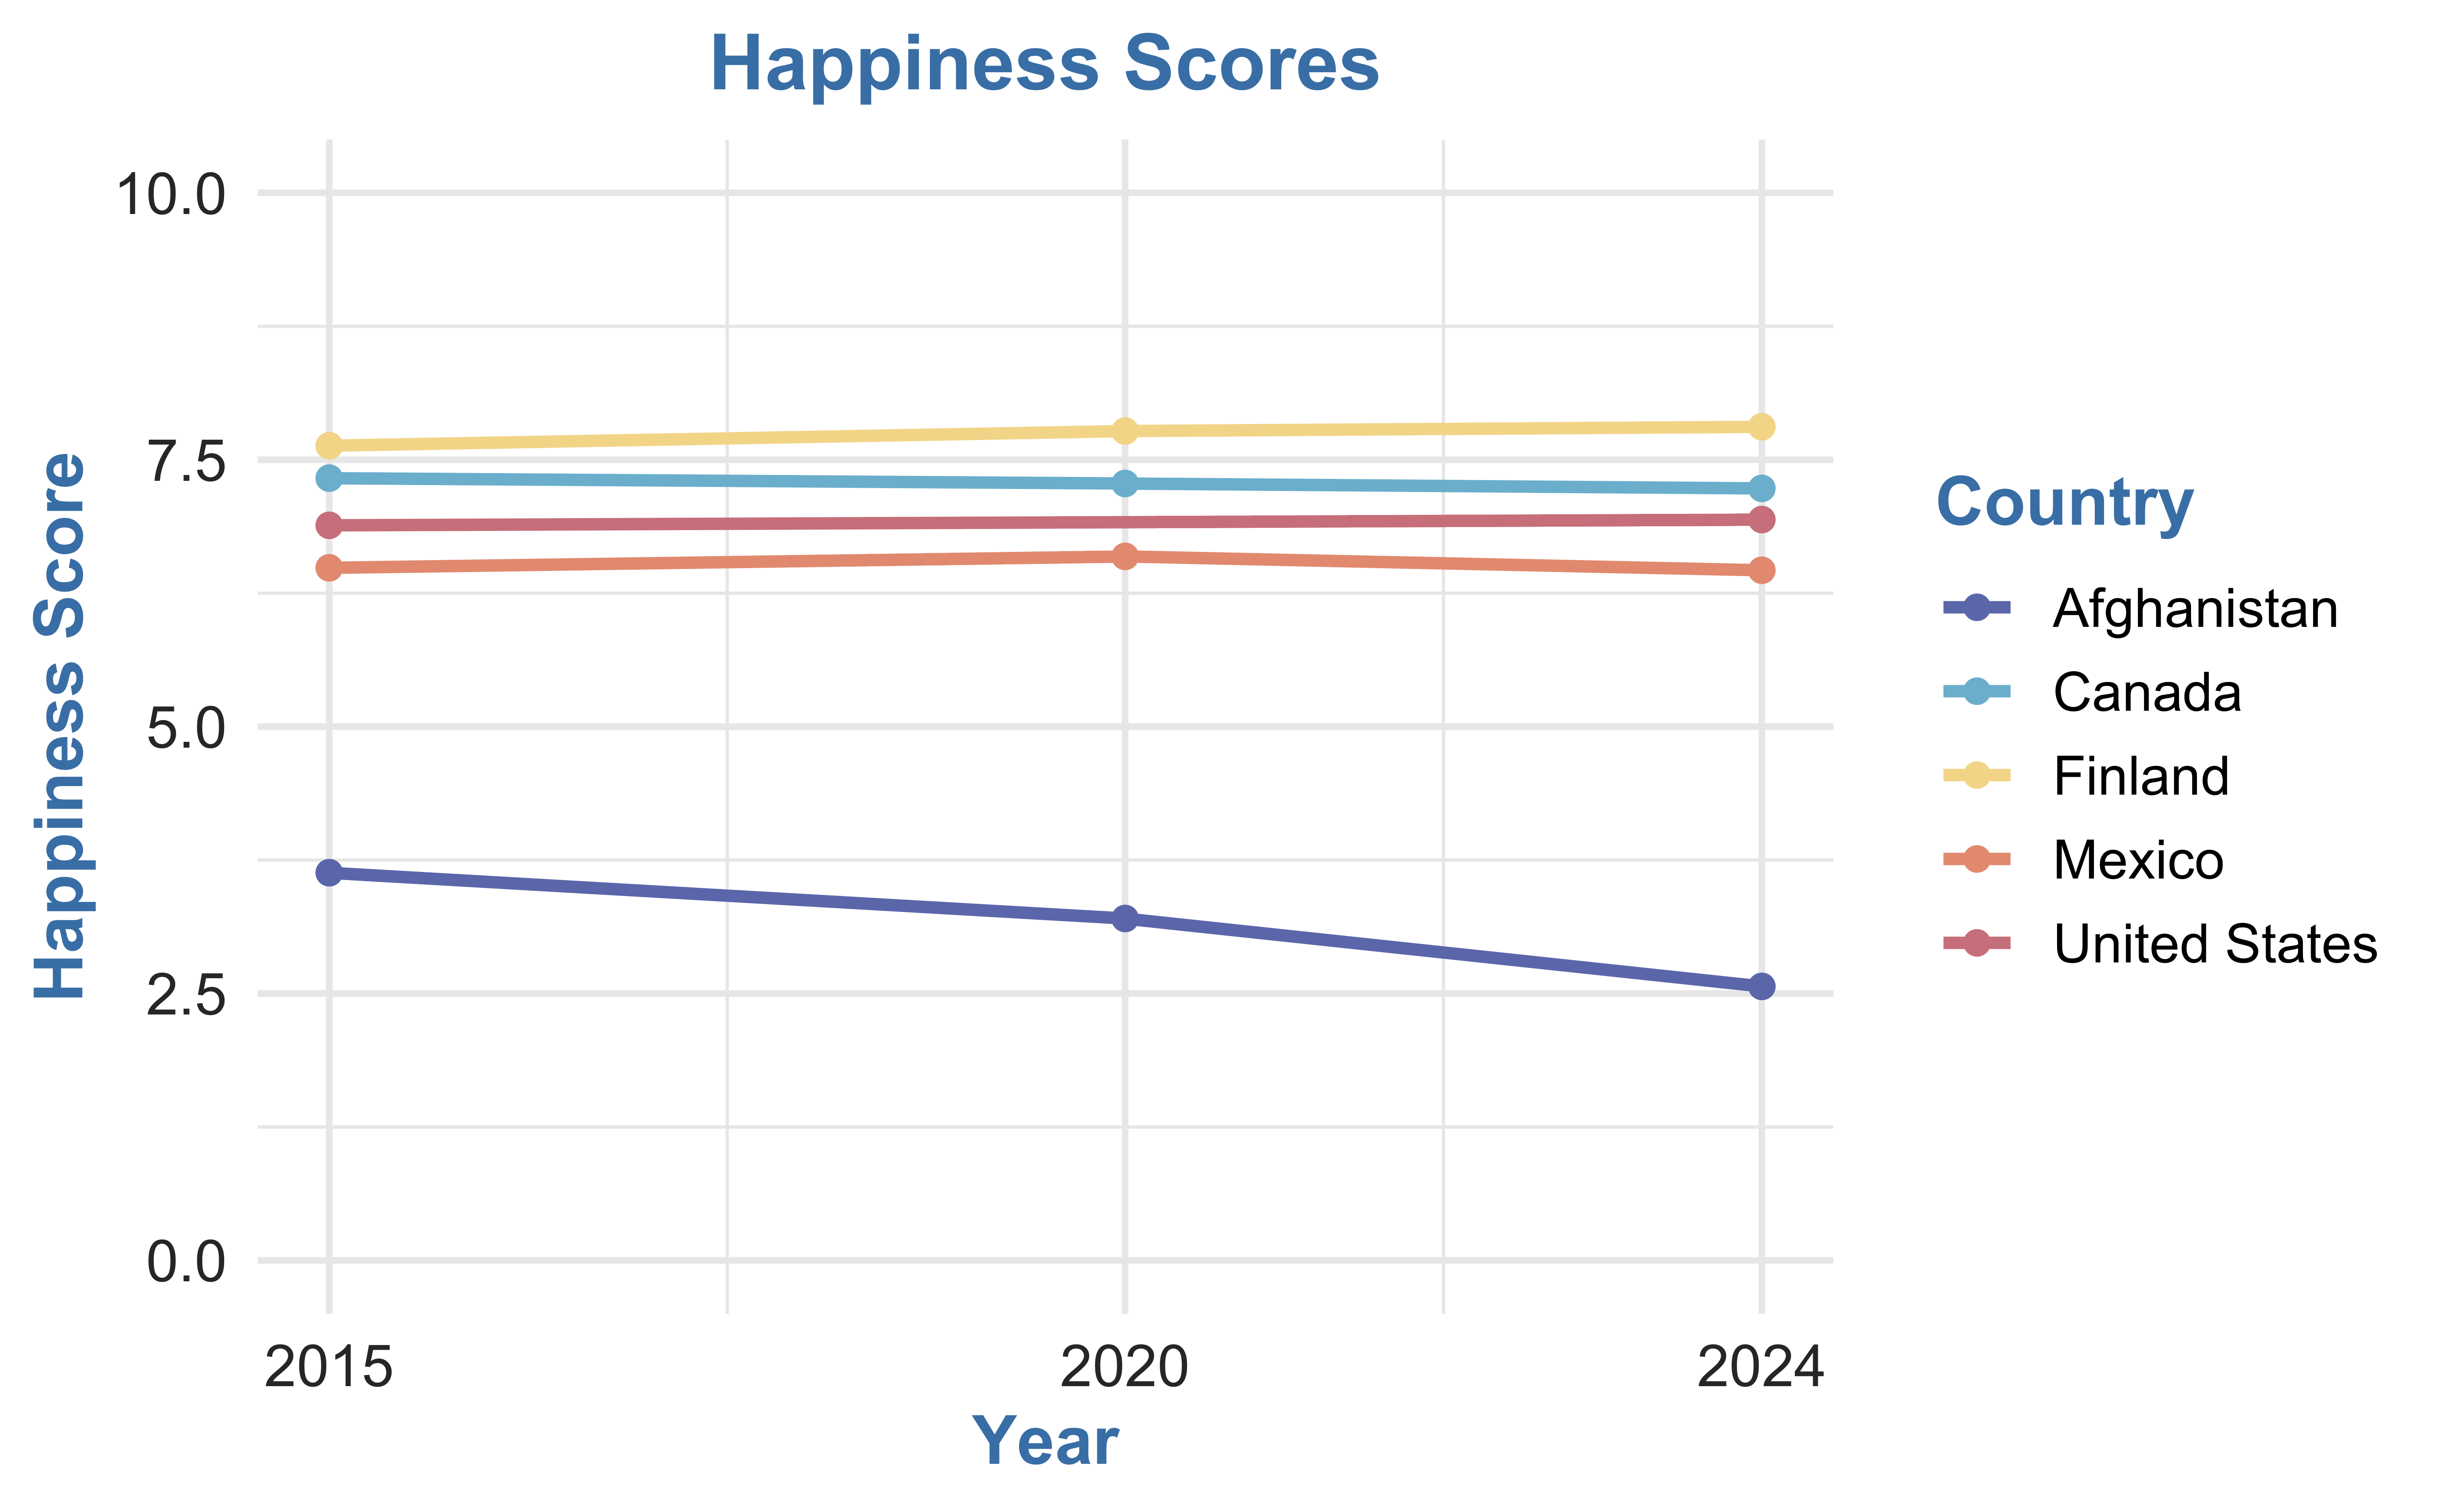 Happiness Scores
10.0
7.5
5.0
2.5
0.0
Happiness Score
2015 2020 2024
Year
Country
Afghanistan
Canada
Finland
Mexico
United States